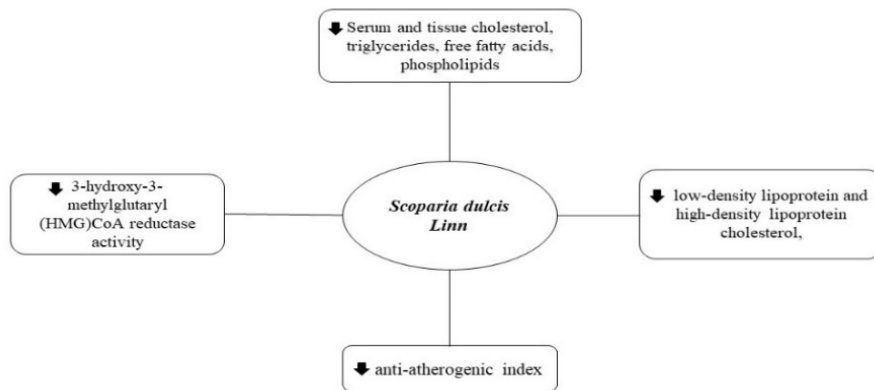 🡇 Serum and tissue cholesterol,
triglycerides, free fatty acids,
phospholipids
🡇 3-hydroxy-3-
methylglutaryl
(HMG)CoA reductase
activity
Scoparia dulcis
Linn
🡇 low-density lipoprotein and
high-density lipoprotein
cholesterol,
🡇 anti-atherogenic index